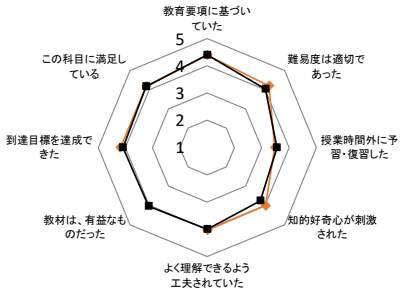 教育要項に基づい
ていた
難易度は適切で
あった
授業時間外に予
習・復習した
知的好奇心が刺激
された
よく理解できるよう
工夫されていた
教材は、有益なも
のだった
到達目標を達成で
きた
この科目に満足し
ている
5
4
3
2
1